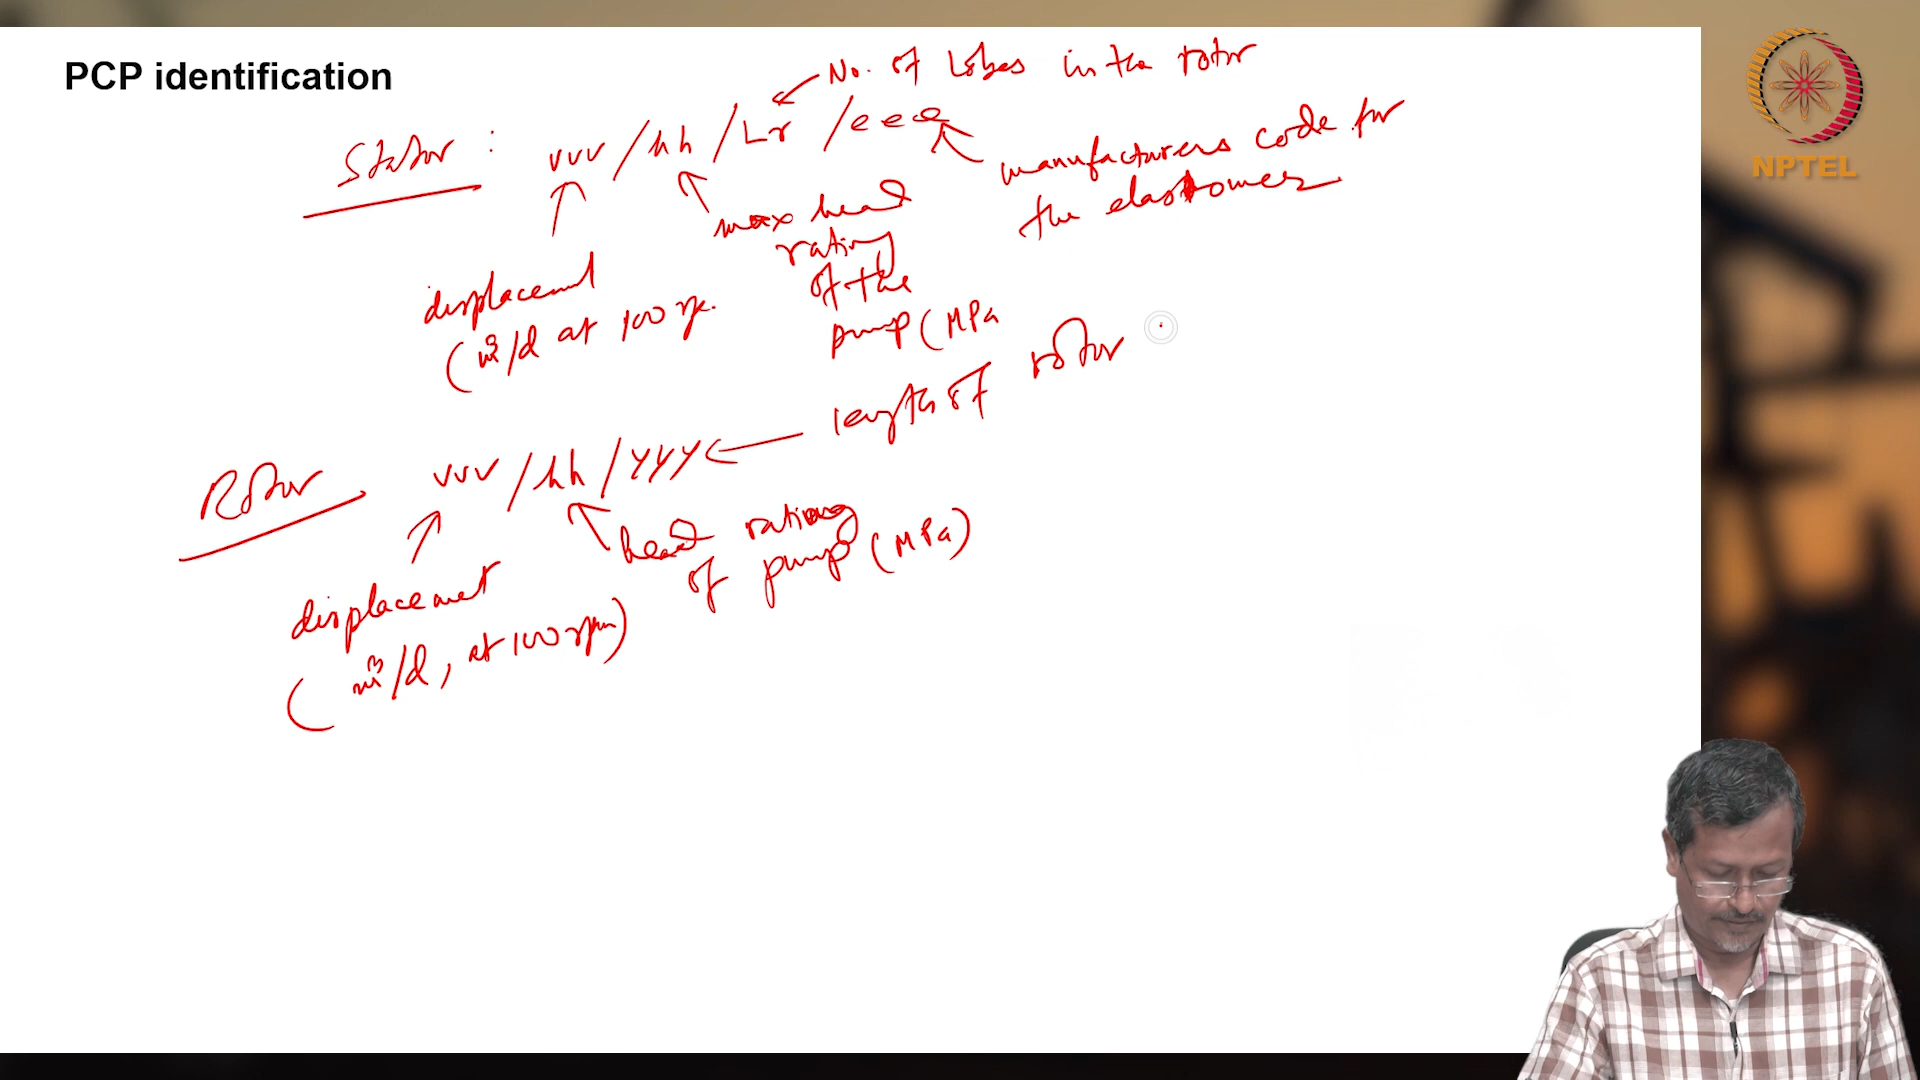 PCP identification
No. of Lobes in the rotor
Stator : vvv / hh / Lr / eee
manufacturers code for
the elastomer
max head
rating
of the
pump (MPa
displacement
(m³/d at 100 rp.
length of rotor
Rotor vvv / hh / yyy
head rating
of pump (MPa)
displacement
( m³/d, at 100 rpm)
NPTEL